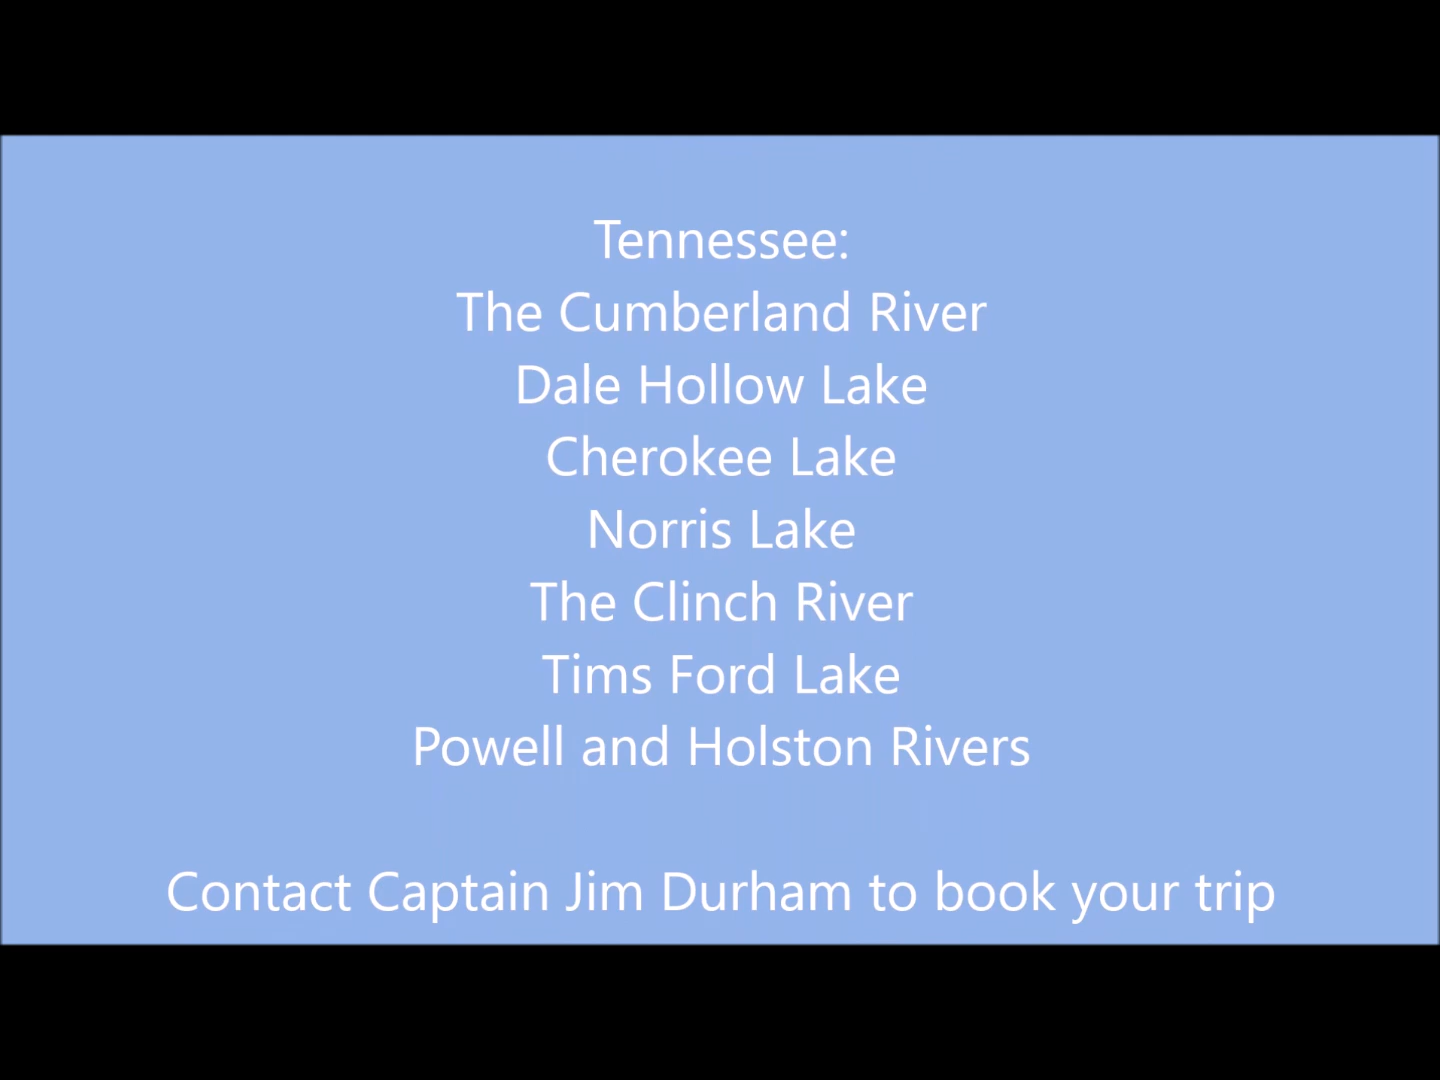 Tennessee:
The Cumberland River
Dale Hollow Lake
Cherokee Lake
Norris Lake
The Clinch River
Tims Ford Lake
Powell and Holston Rivers
Contact Captain Jim Durham to book your trip